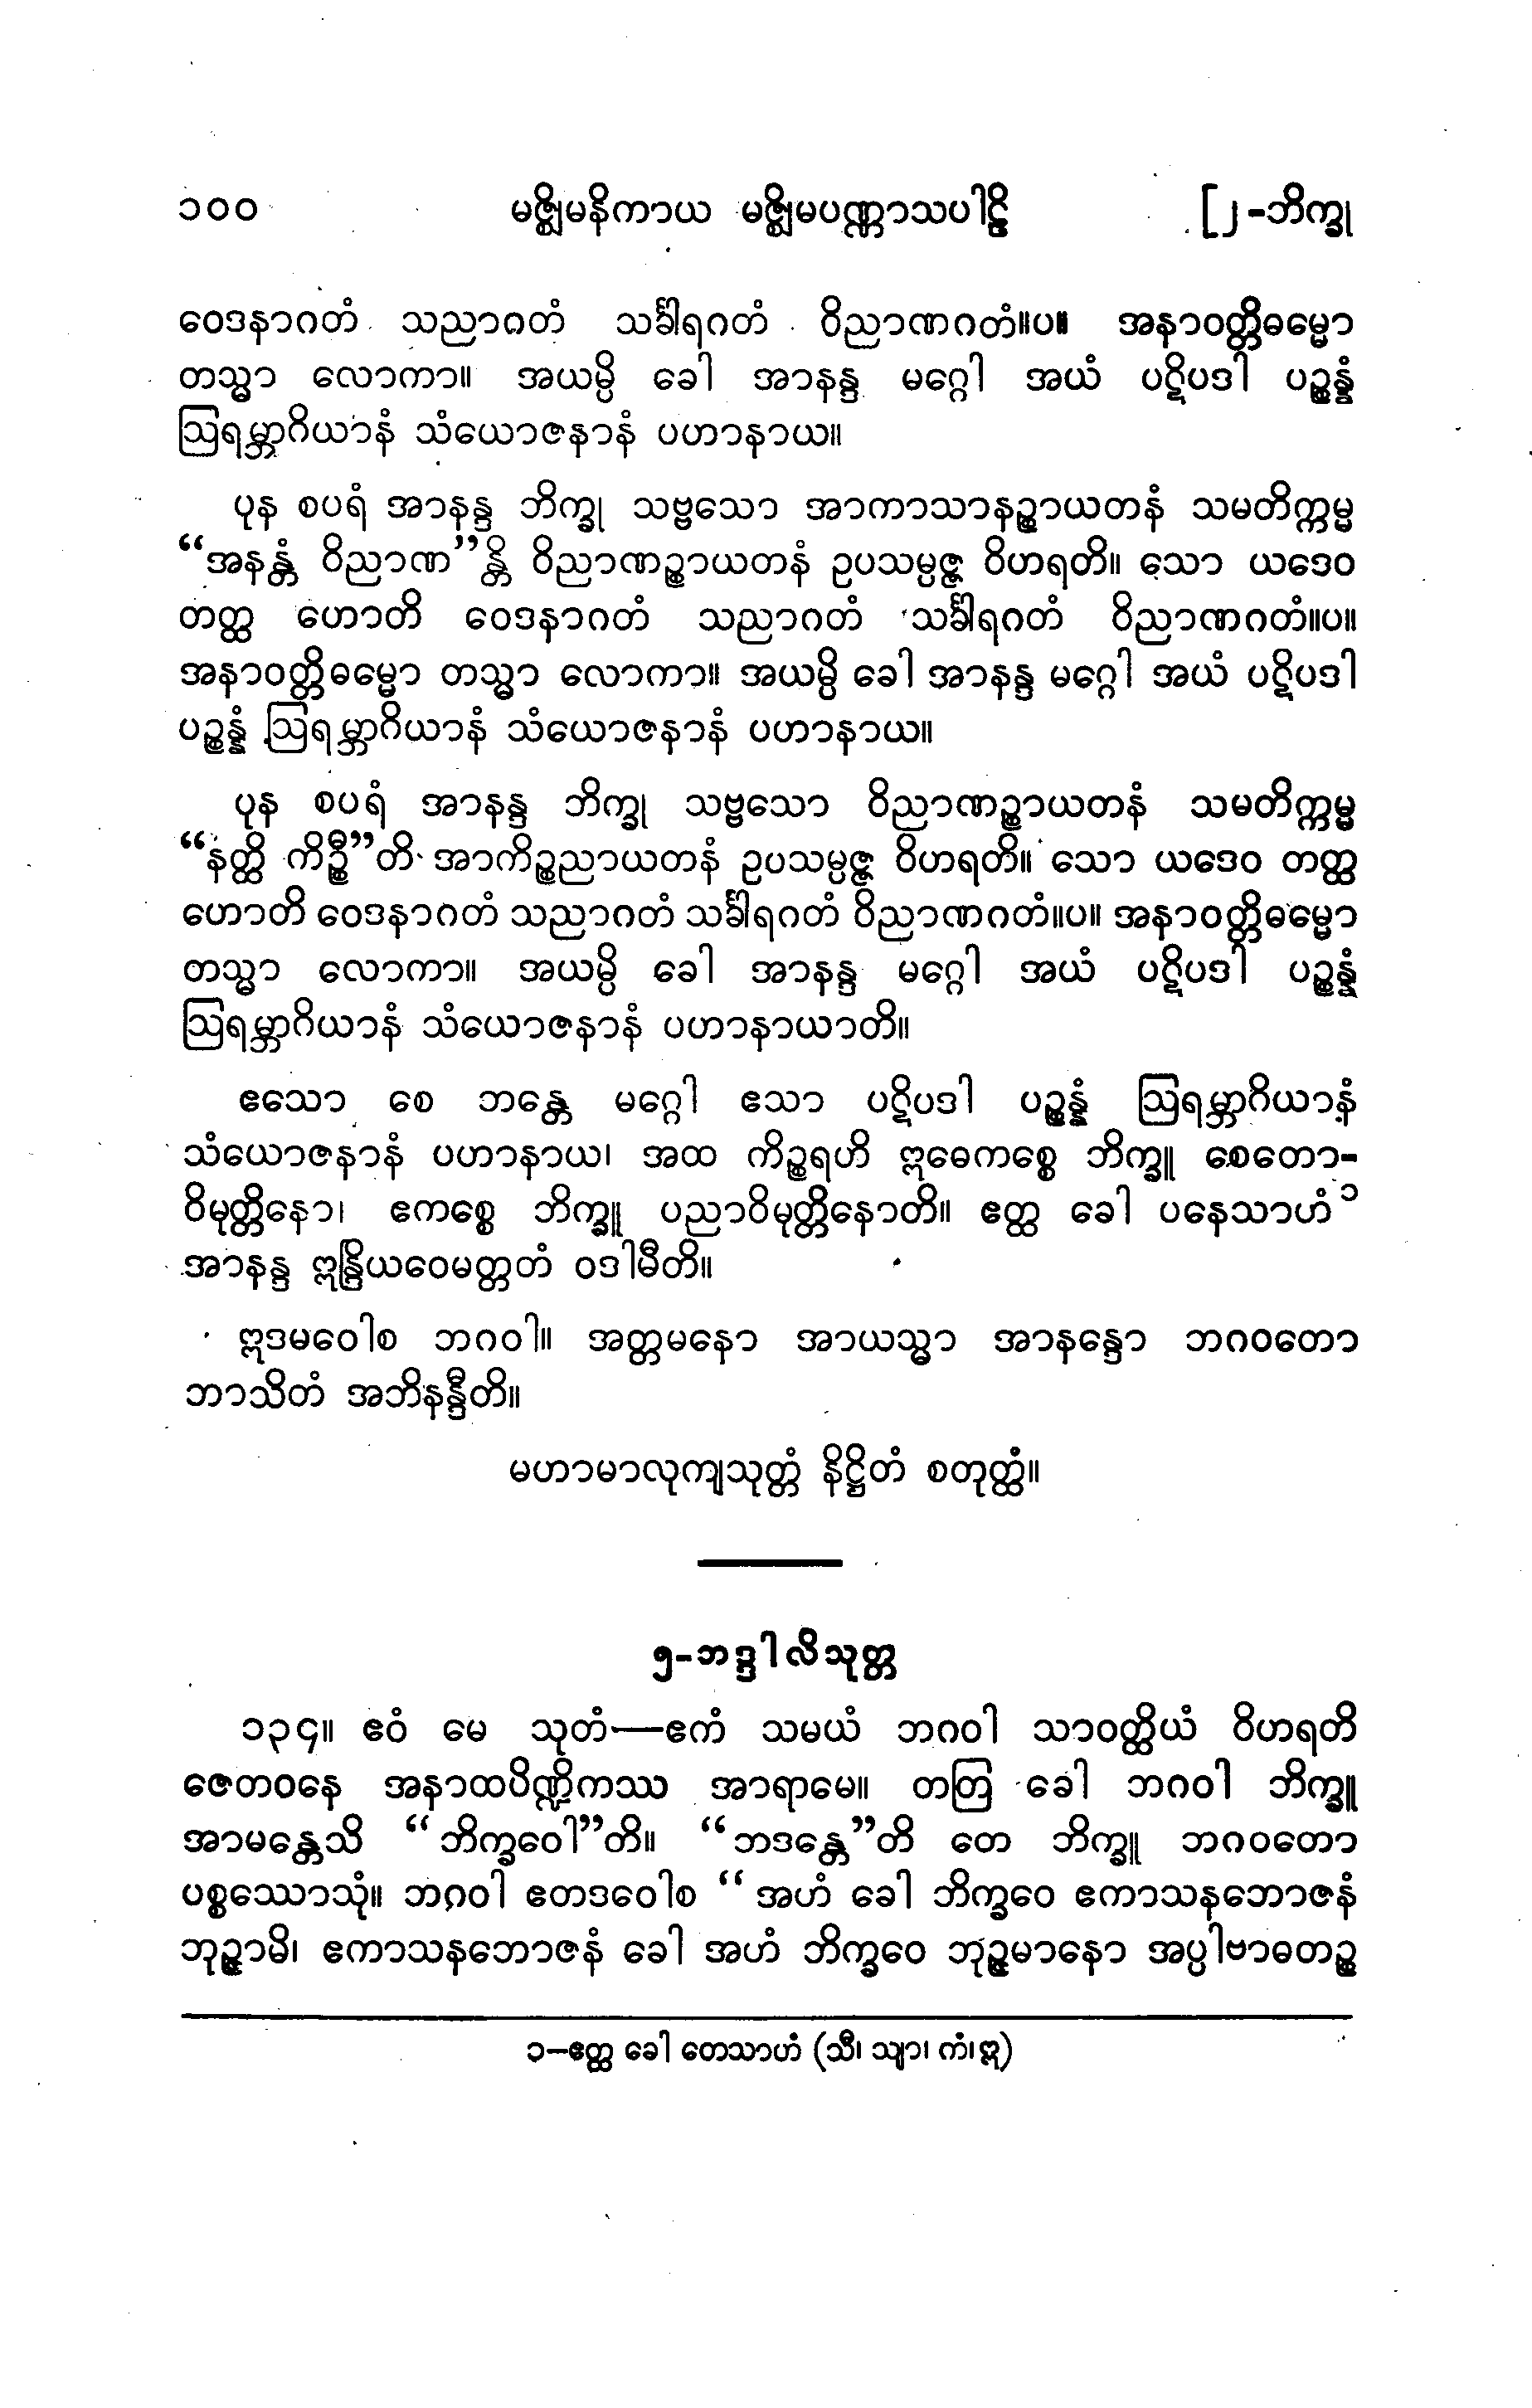 ၁၀၀ မဇ္ဈိမနိကာယ မဇ္ဈိမပဏ္ဏာသပါဠိ [၂-ဘိက္ခု
ဝေဒနာဂတံ သညာဂတံ သင်္ခါရဂတံ ဝိညာဏဂတံ။ပ။ အနာဝတ္တိဓမ္မော
တသ္မာ လောကာ။ အယမ္ပိ ခေါ အာနန္ဒ မဂ္ဂေါ အယံ ပဋိပဒါ ပဉ္စန္နံ
ဩရမ္ဘာဂိယာနံ သံယောဇနာနံ ပဟာနာယ။
ပုန စပရံ အာနန္ဒ ဘိက္ခု သဗ္ဗသော အာကာသာနဉ္စာယတနံ သမတိက္ကမ္မ
“အနန္တံ ဝိညာဏ”န္တိ ဝိညာဏဉ္စာယတနံ ဥပသမ္ပဇ္ဇ ဝိဟရတိ။ သော ယဒေဝ
တတ္ထ ဟောတိ ဝေဒနာဂတံ သညာဂတံ သင်္ခါရဂတံ ဝိညာဏဂတံ။ပ။
အနာဝတ္တိဓမ္မော တသ္မာ လောကာ။ အယမ္ပိ ခေါ အာနန္ဒ မဂ္ဂေါ အယံ ပဋိပဒါ
ပဉ္စန္နံ ဩရမ္ဘာဂိယာနံ သံယောဇနာနံ ပဟာနာယ။
ပုန စပရံ အာနန္ဒ ဘိက္ခု သဗ္ဗသော ဝိညာဏဉ္စာယတနံ သမတိက္ကမ္မ
“နတ္ထိ ကိဉ္စီ”တိ အာကိဉ္စညာယတနံ ဥပသမ္ပဇ္ဇ ဝိဟရတိ။ သော ယဒေဝ တတ္ထ
ဟောတိ ဝေဒနာဂတံ သညာဂတံ သင်္ခါရဂတံ ဝိညာဏဂတံ။ပ။ အနာဝတ္တိဓမ္မော
တသ္မာ လောကာ။ အယမ္ပိ ခေါ အာနန္ဒ မဂ္ဂေါ အယံ ပဋိပဒါ ပဉ္စန္နံ
ဩရမ္ဘာဂိယာနံ သံယောဇနာနံ ပဟာနာယာတိ။
ဧသော စေ ဘန္တေ မဂ္ဂေါ ဧသာ ပဋိပဒါ ပဉ္စန္နံ ဩရမ္ဘာဂိယာနံ
သံယောဇနာနံ ပဟာနာယ၊ အထ ကိဉ္စရဟိ ဣဓေကစ္စေ ဘိက္ခူ စေတော-
ဝိမုတ္တိနော၊ ဧကစ္စေ ဘိက္ခူ ပညာဝိမုတ္တိနောတိ။ ဧတ္ထ ခေါ ပနေသာဟံ ၁
အာနန္ဒ ဣန္ဒြိယဝေမတ္တတံ ဝဒါမီတိ။
ဣဒမဝေါစ ဘဂဝါ။ အတ္တမနော အာယသ္မာ အာနန္ဒော ဘဂဝတော
ဘာသိတံ အဘိနန္ဒီတိ။
မဟာမာလုကျသုတ္တံ နိဋ္ဌိတံ စတုတ္ထံ။
၅-ဘဒ္ဒါလိသုတ္တ
၁၃၄။ ဧဝံ မေ သုတံ—ဧကံ သမယံ ဘဂဝါ သာဝတ္ထိယံ ဝိဟရတိ
ဇေတဝနေ အနာထပိဏ္ဍိကဿ အာရာမေ။ တတြ ခေါ ဘဂဝါ ဘိက္ခူ
အာမန္တေသိ “ဘိက္ခဝေါ”တိ။ “ဘဒန္တေ”တိ တေ ဘိက္ခူ ဘဂဝတော
ပစ္စဿောသုံ။ ဘဂဝါ ဧတဒဝေါစ “အဟံ ခေါ ဘိက္ခဝေ ဧကာသနဘောဇနံ
ဘုဉ္ဇာမိ၊ ဧကာသနဘောဇနံ ခေါ အဟံ ဘိက္ခဝေ ဘုဉ္ဇမာနော အပ္ပါဗာဓတဉ္စ
၁—ဧတ္ထ ခေါ တေသာဟံ (သီ၊ သျာ၊ ကံ၊ ဣ)